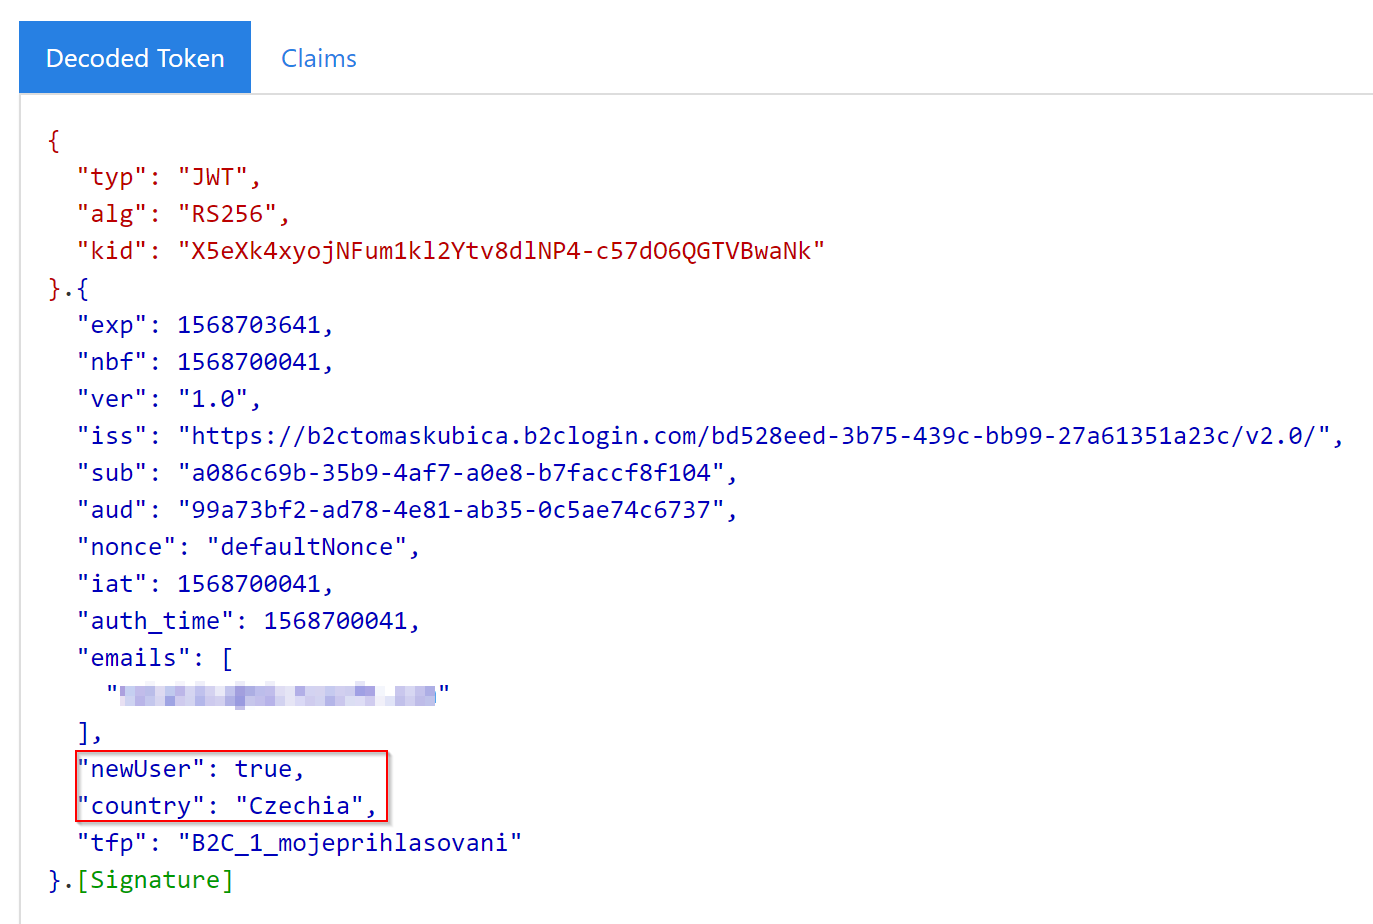 Decoded Token
Claims
{
"typ": "JWT",
"alg": "RS256",
"kid": "X5eXk4xyojNFum1kl2Ytv8dlNP4-c57dO6QGTVBwaNk"
}.{
"exp": 1568703641,
"nbf": 1568700041,
"ver": "1.0",
"iss": "https://b2ctomaskubica.b2clogin.com/bd528eed-3b75-439c-bb99-27a61351a23c/v2.0/",
"sub": "a086c69b-35b9-4af7-a0e8-b7faccf8f104",
"aud": "99a73bf2-ad78-4e81-ab35-0c5ae74c6737",
"nonce": "defaultNonce",
"iat": 1568700041,
"auth_time": 1568700041,
"emails": [
""
],
"newUser": true,
"country": "Czechia",
"tfp": "B2C_1_mojeprihlasovani"
}.[Signature]